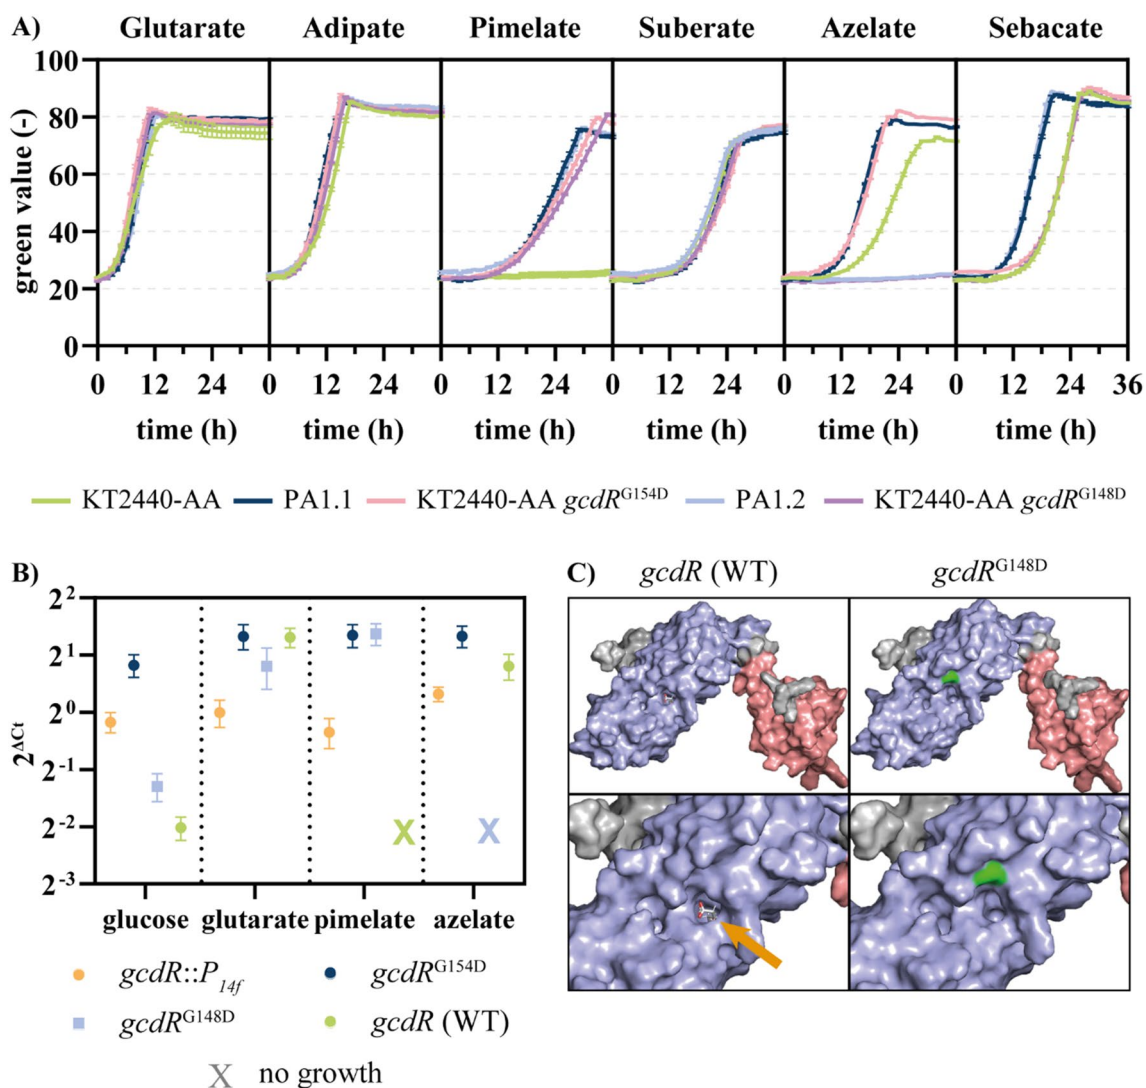 A)
Glutarate Adipate Pimelate Suberate Azelate Sebacate
green value (-)
100
80
60
40
20
0
0 12 24 0 12 24 0 12 24 0 12 24 0 12 24 0 12 24 36
time (h) time (h) time (h) time (h) time (h) time (h)
KT2440-AA PA1.1 KT2440-AA gcdR^G154D PA1.2 KT2440-AA gcdR^G148D
B)
2^ΔCt
2^2
2^1
2^0
2^-1
2^-2
2^-3
X X
glucose glutarate pimelate azelate
gcdR::P_14f gcdR^G154D
gcdR^G148D gcdR (WT)
X no growth
C) gcdR (WT) gcdR^G148D